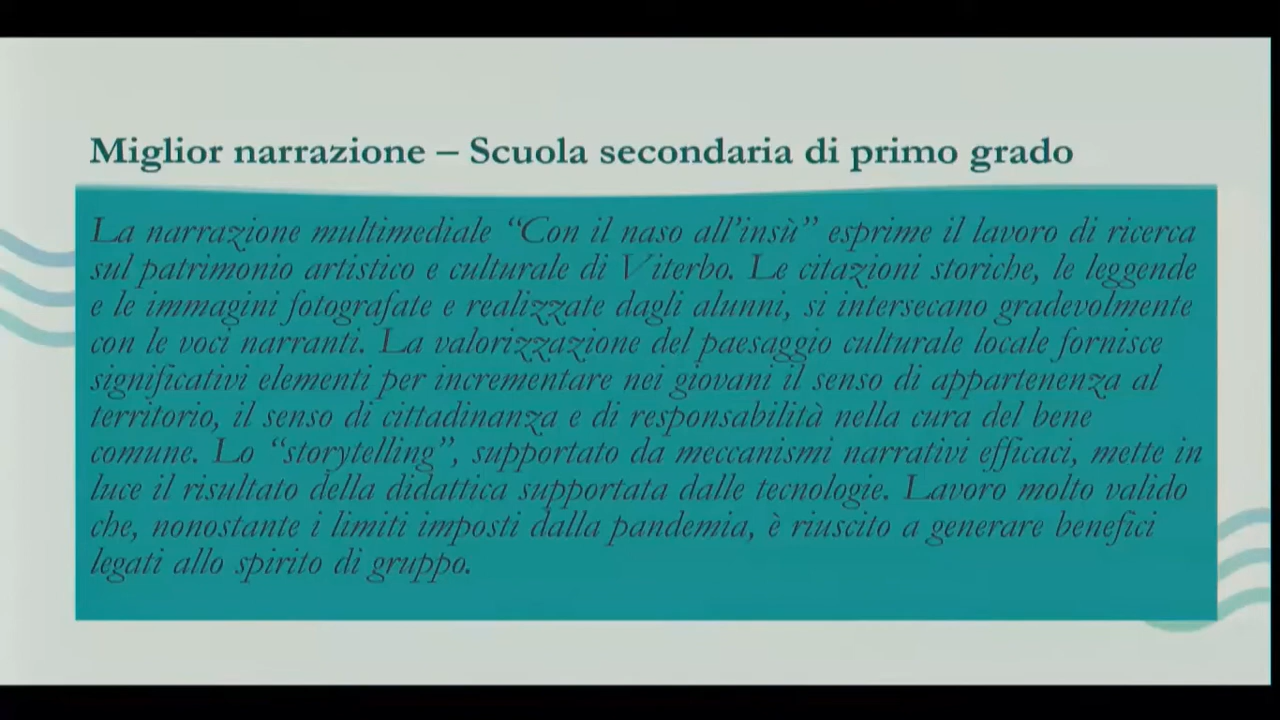 Miglior narrazione – Scuola secondaria di primo grado
La narrazione multimediale “Con il naso all’insù” esprime il lavoro di ricerca
sul patrimonio artistico e culturale di Viterbo. Le citazioni storiche, le leggende
e le immagini fotografate e realizzate dagli alunni, si intersecano gradevolmente
con le voci narranti. La valorizzazione del paesaggio culturale locale fornisce
significativi elementi per incrementare nei giovani il senso di appartenenza al
territorio, il senso di cittadinanza e di responsabilità nella cura del bene
comune. Lo “storytelling”, supportato da meccanismi narrativi efficaci, mette in
luce il risultato della didattica supportata dalle tecnologie. Lavoro molto valido
che, nonostante i limiti imposti dalla pandemia, è riuscito a generare benefici
legati allo spirito di gruppo.